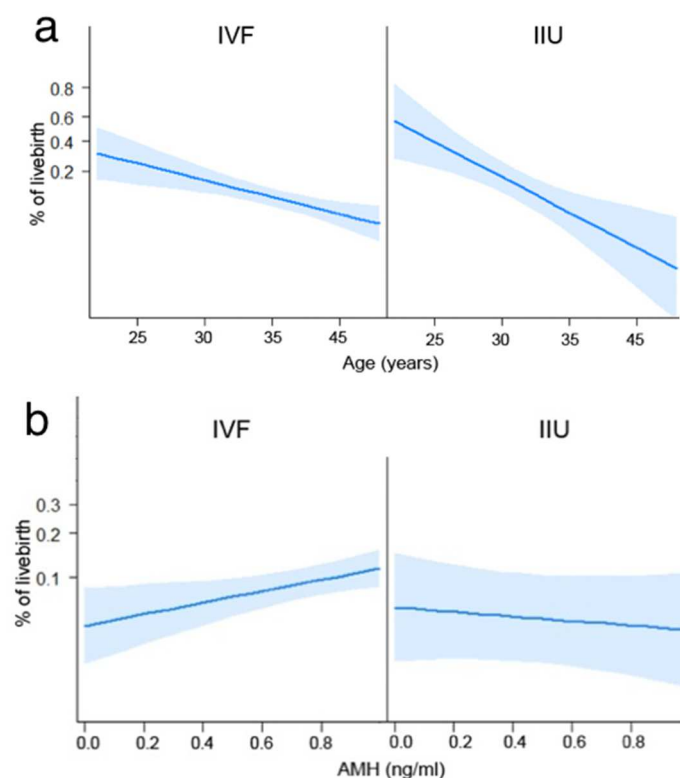 a
IVF
IIU
% of livebirth
0.8
0.6
0.4
0.2
25 30 35 45 25 30 35 45
Age (years)
b
IVF
IIU
% of livebirth
0.3
0.2
0.1
0.0 0.2 0.4 0.6 0.8 0.0 0.2 0.4 0.6 0.8
AMH (ng/ml)